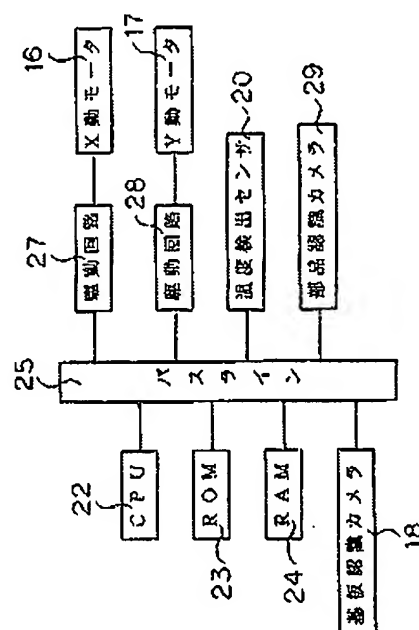 22
CPU
23
ROM
24
RAM
18
基板認識カメラ
25
バスライン
27
駆動回路
16
X動モータ
28
駆動回路
17
Y動モータ
20
温度検出センサ
29
部品認識カメラ